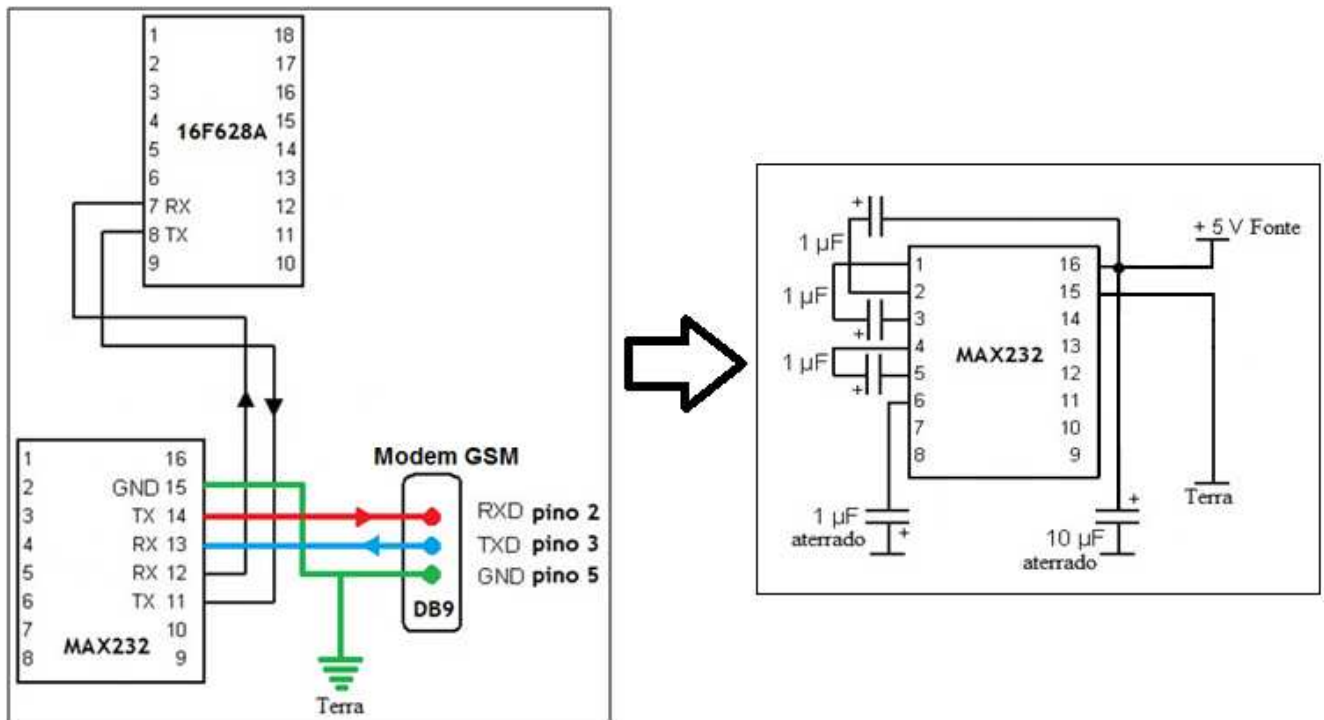 1 18
2 17
3 16
4 15
16F628A
5 14
6 13
7 RX 12
8 TX 11
9 10
1 16
2 GND 15
3 TX 14
4 RX 13
5 RX 12
6 TX 11
7 10
8 9
MAX232
Modem GSM
RXD pino 2
TXD pino 3
GND pino 5
DB9
Terra
+
1 µF
+ 5 V Fonte
1 16
2 15
1 µF
3 14
+
4 13
MAX232
1 µF
5 12
+
6 11
7 10
8 9
1 µF
aterrado
+
10 µF
aterrado
+
Terra